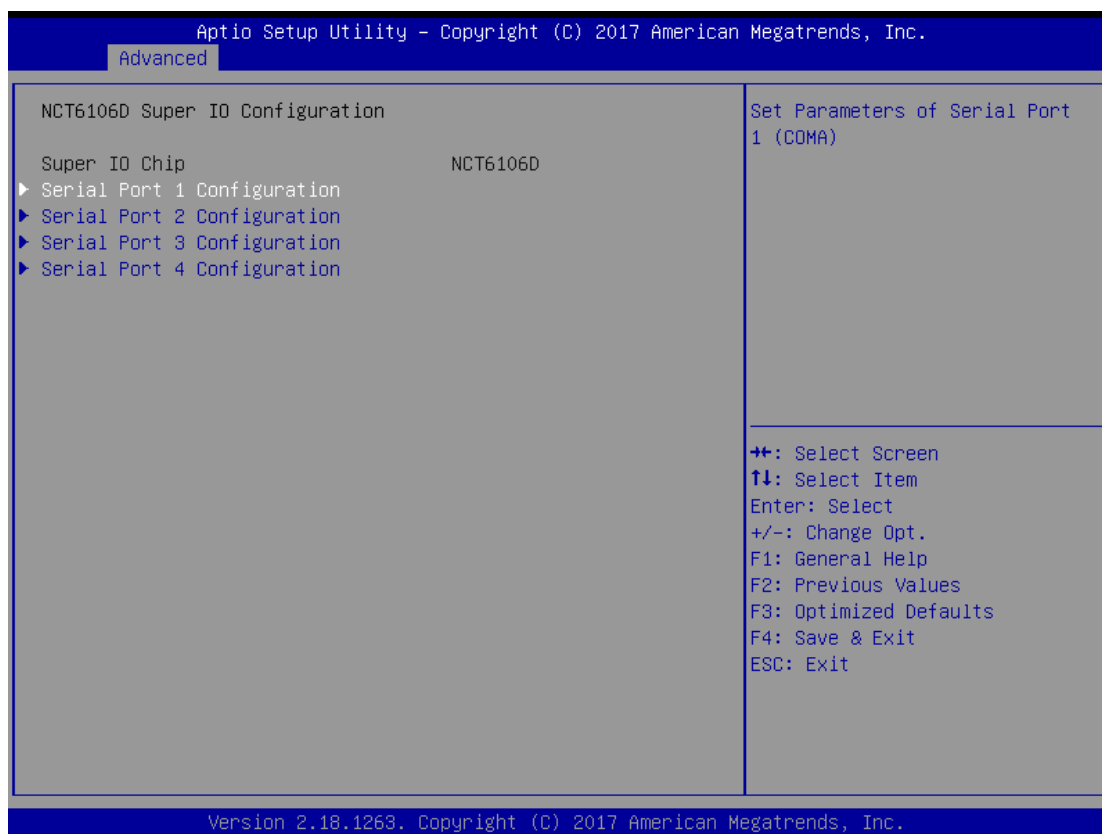 Aptio Setup Utility – Copyright (C) 2017 American Megatrends, Inc.
Advanced
NCT6106D Super IO Configuration
Super IO Chip NCT6106D
▶ Serial Port 1 Configuration
▶ Serial Port 2 Configuration
▶ Serial Port 3 Configuration
▶ Serial Port 4 Configuration
Set Parameters of Serial Port
1 (COMA)
→←: Select Screen
↑↓: Select Item
Enter: Select
+/-: Change Opt.
F1: General Help
F2: Previous Values
F3: Optimized Defaults
F4: Save & Exit
ESC: Exit
Version 2.18.1263. Copyright (C) 2017 American Megatrends, Inc.